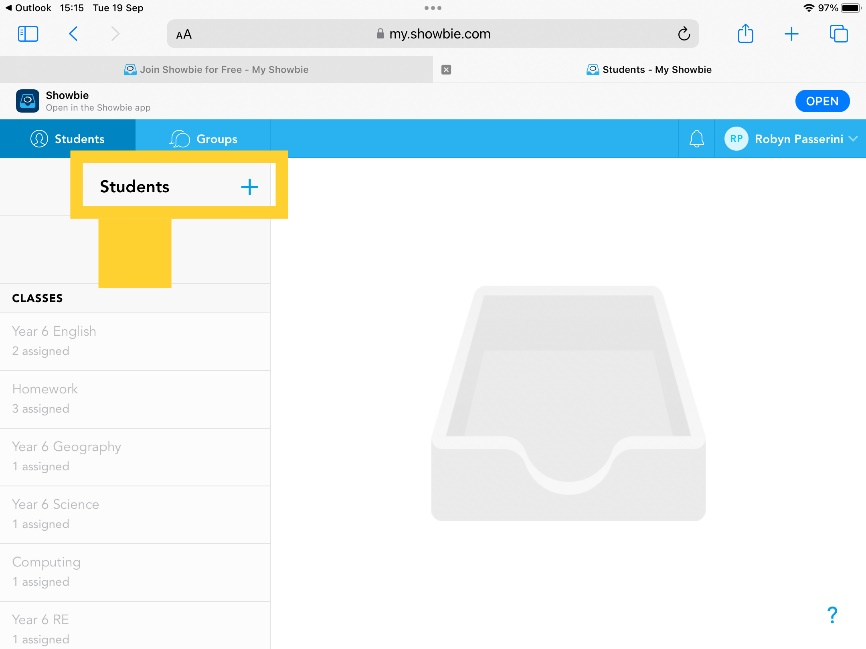 Outlook 15:15 Tue 19 Sep 97%
AA my.showbie.com
Join Showbie for Free - My Showbie
Students - My Showbie
Showbie
Open in the Showbie app
OPEN
Students Groups RP Robyn Passerini
Students +
CLASSES
Year 6 English
2 assigned
Homework
3 assigned
Year 6 Geography
1 assigned
Year 6 Science
1 assigned
Computing
1 assigned
Year 6 RE
1 assigned
?